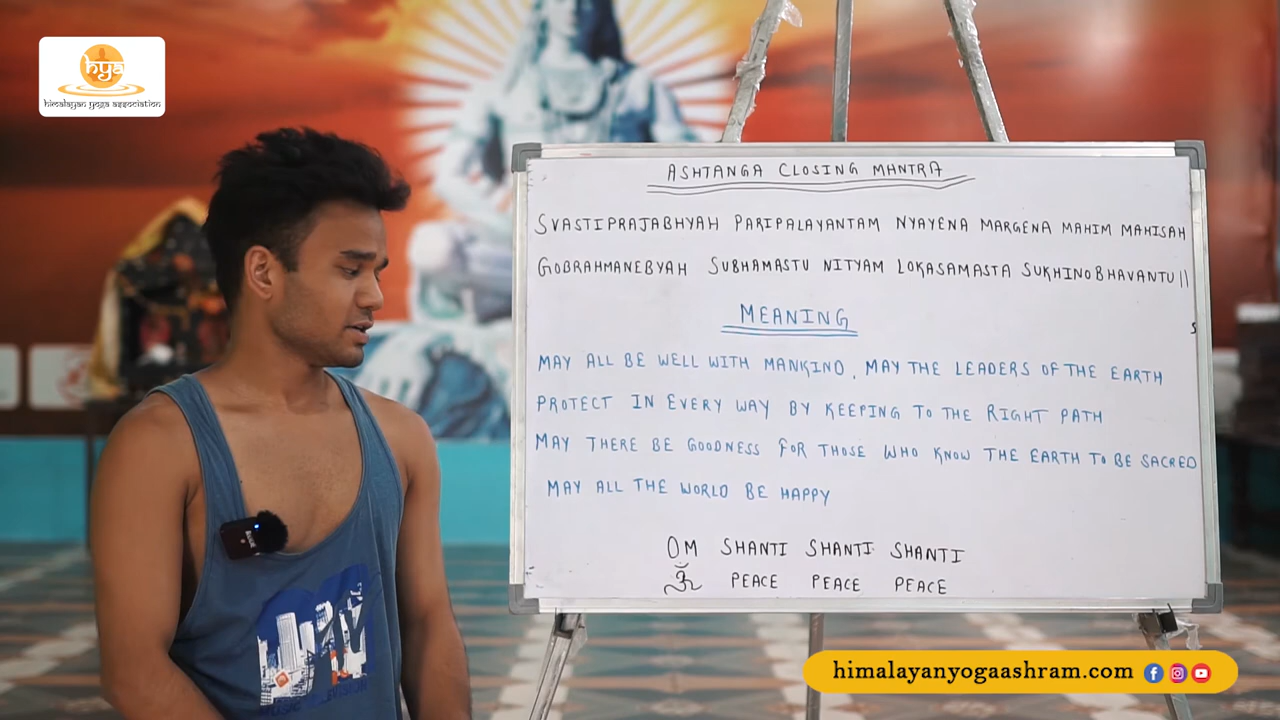 hya
himalayan yoga association
ASHTANGA CLOSING MANTRA
SVASTIPRAJABHYAH PARIPALAYANTAM NYAYENA MARGENA MAHIM MAHISAH
GOBRAHMANEBYAH SUBHAMASTU NITYAM LOKASAMASTA SUKHINOBHAVANTU||
MEANING
S
MAY ALL BE WELL WITH MANKIND, MAY THE LEADERS OF THE EARTH
PROTECT IN EVERY WAY BY KEEPING TO THE RIGHT PATH
MAY THERE BE GOODNESS FOR THOSE WHO KNOW THE EARTH TO BE SACRED
MAY ALL THE WORLD BE HAPPY
OM SHANTI SHANTI SHANTI
ॐ PEACE PEACE PEACE
MTV
himalayanyogaashram.com